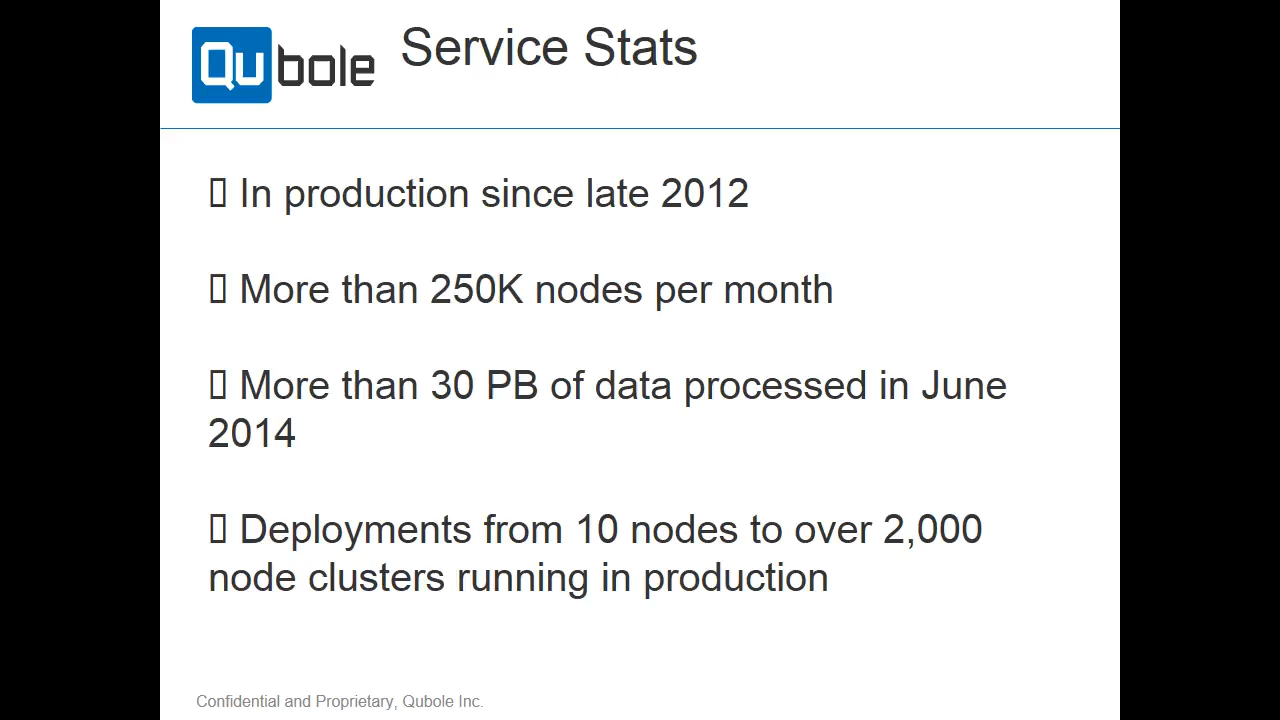 Qubole
Service Stats
▯ In production since late 2012
▯ More than 250K nodes per month
▯ More than 30 PB of data processed in June
2014
▯ Deployments from 10 nodes to over 2,000
node clusters running in production
Confidential and Proprietary, Qubole Inc.